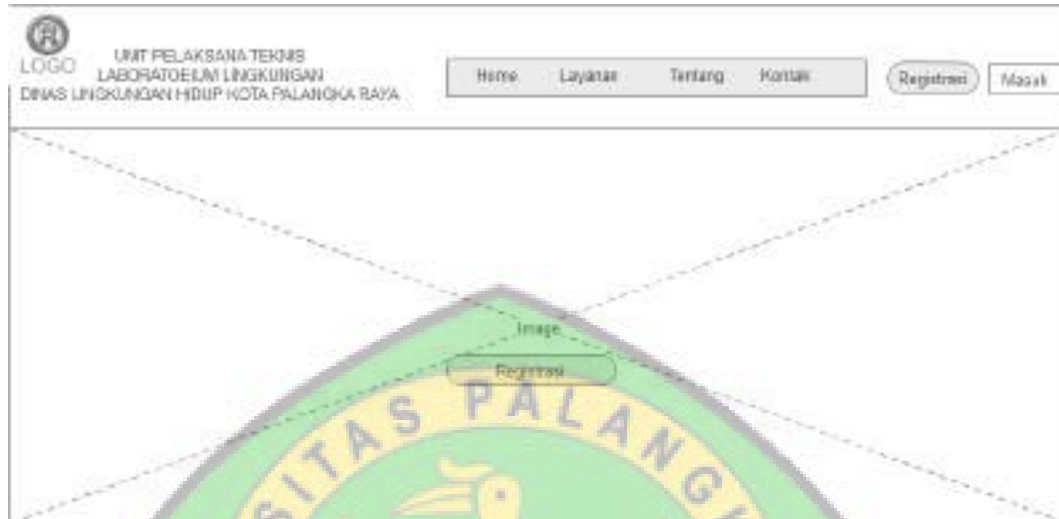 LOGO
UNIT PELAKSANA TEKNIS
LABORATOEIUM LINGKUNGAN
DINAS LINGKUNGAN HIDUP KOTA PALANGKA RAYA
Home Layanan Tentang Kontak
Registrasi Masuk
Image
Registrasi
SITAS PALANG